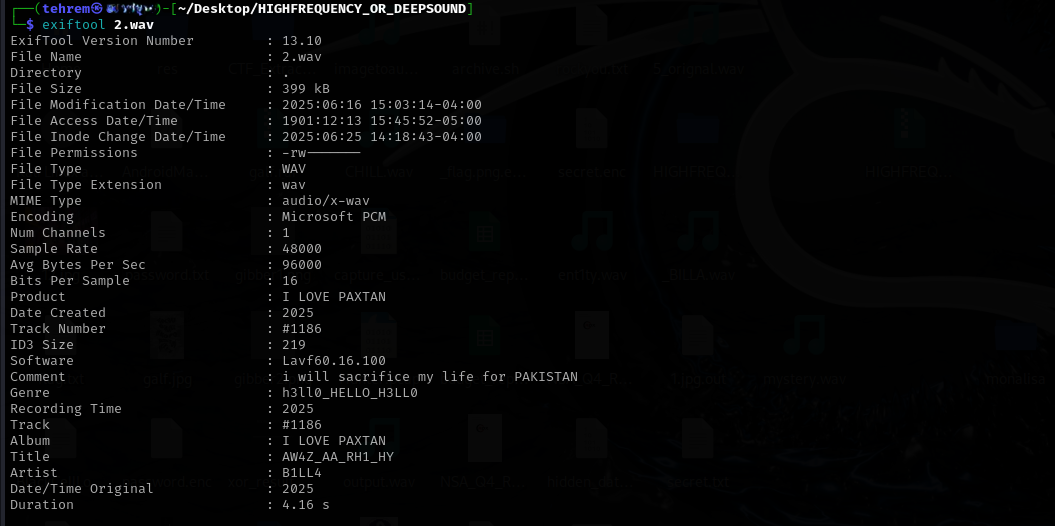 ┌──(tehrem㉿)-[~/Desktop/HIGHFREQUENCY_OR_DEEPSOUND]
└─$ exiftool 2.wav
ExifTool Version Number : 13.10
File Name : 2.wav
Directory : .
File Size : 399 kB
File Modification Date/Time : 2025:06:16 15:03:14-04:00
File Access Date/Time : 1901:12:13 15:45:52-05:00
File Inode Change Date/Time : 2025:06:25 14:18:43-04:00
File Permissions : -rw-------
File Type : WAV
File Type Extension : wav
MIME Type : audio/x-wav
Encoding : Microsoft PCM
Num Channels : 1
Sample Rate : 48000
Avg Bytes Per Sec : 96000
Bits Per Sample : 16
Product : I LOVE PAXTAN
Date Created : 2025
Track Number : #1186
ID3 Size : 219
Software : Lavf60.16.100
Comment : i will sacrifice my life for PAKISTAN
Genre : h3ll0_HELLO_H3LL0
Recording Time : 2025
Track : #1186
Album : I LOVE PAXTAN
Title : AW4Z_AA_RH1_HY
Artist : B1LL4
Date/Time Original : 2025
Duration : 4.16 s